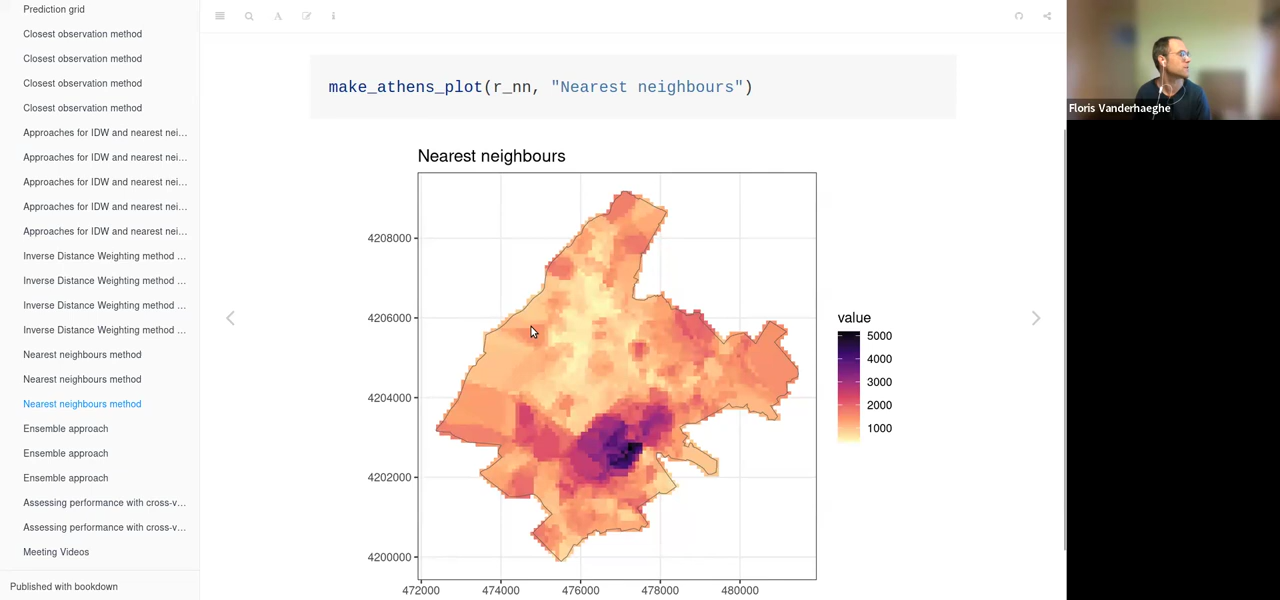 Prediction grid
Closest observation method
Closest observation method
Closest observation method
Closest observation method
Approaches for IDW and nearest nei...
Approaches for IDW and nearest nei...
Approaches for IDW and nearest nei...
Approaches for IDW and nearest nei...
Approaches for IDW and nearest nei...
Inverse Distance Weighting method ...
Inverse Distance Weighting method ...
Inverse Distance Weighting method ...
Inverse Distance Weighting method ...
Nearest neighbours method
Nearest neighbours method
Nearest neighbours method
Ensemble approach
Ensemble approach
Ensemble approach
Assessing performance with cross-v...
Assessing performance with cross-v...
Meeting Videos
Published with bookdown
make_athens_plot(r_nn, "Nearest neighbours")
Nearest neighbours
4208000
4206000
4204000
4202000
4200000
472000 474000 476000 478000 480000
value
5000
4000
3000
2000
1000
Floris Vanderhaeghe